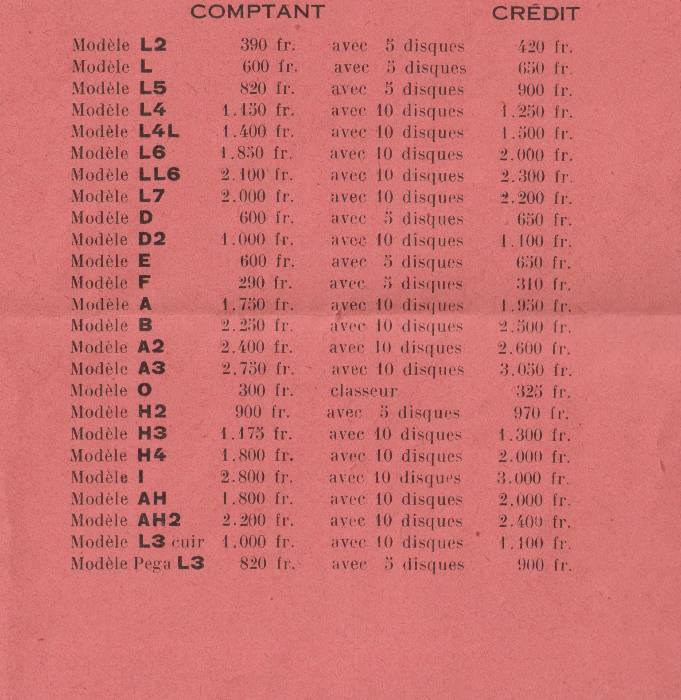 COMPTANT CRÉDIT
Modèle L2 390 fr. avec 5 disques 420 fr.
Modèle L 600 fr. avec 5 disques 650 fr.
Modèle L5 820 fr. avec 5 disques 900 fr.
Modèle L4 1.150 fr. avec 10 disques 1.250 fr.
Modèle L4L 1.400 fr. avec 10 disques 1.500 fr.
Modèle L6 1.850 fr. avec 10 disques 2.000 fr.
Modèle LL6 2.100 fr. avec 10 disques 2.300 fr.
Modèle L7 2.000 fr. avec 10 disques 2.200 fr.
Modèle D 600 fr. avec 5 disques 650 fr.
Modèle D2 1.000 fr. avec 10 disques 1.100 fr.
Modèle E 600 fr. avec 5 disques 650 fr.
Modèle F 290 fr. avec 5 disques 310 fr.
Modèle A 1.750 fr. avec 10 disques 1.950 fr.
Modèle B 2.250 fr. avec 10 disques 2.500 fr.
Modèle A2 2.400 fr. avec 10 disques 2.600 fr.
Modèle A3 2.750 fr. avec 10 disques 3.050 fr.
Modèle O 300 fr. classeur 325 fr.
Modèle H2 900 fr. avec 5 disques 970 fr.
Modèle H3 1.175 fr. avec 10 disques 1.300 fr.
Modèle H4 1.800 fr. avec 10 disques 2.000 fr.
Modèle I 2.800 fr. avec 10 disques 3.000 fr.
Modèle AH 1.800 fr. avec 10 disques 2.000 fr.
Modèle AH2 2.200 fr. avec 10 disques 2.400 fr.
Modèle L3 cuir 1.000 fr. avec 10 disques 1.100 fr.
Modèle Pega L3 820 fr. avec 5 disques 900 fr.